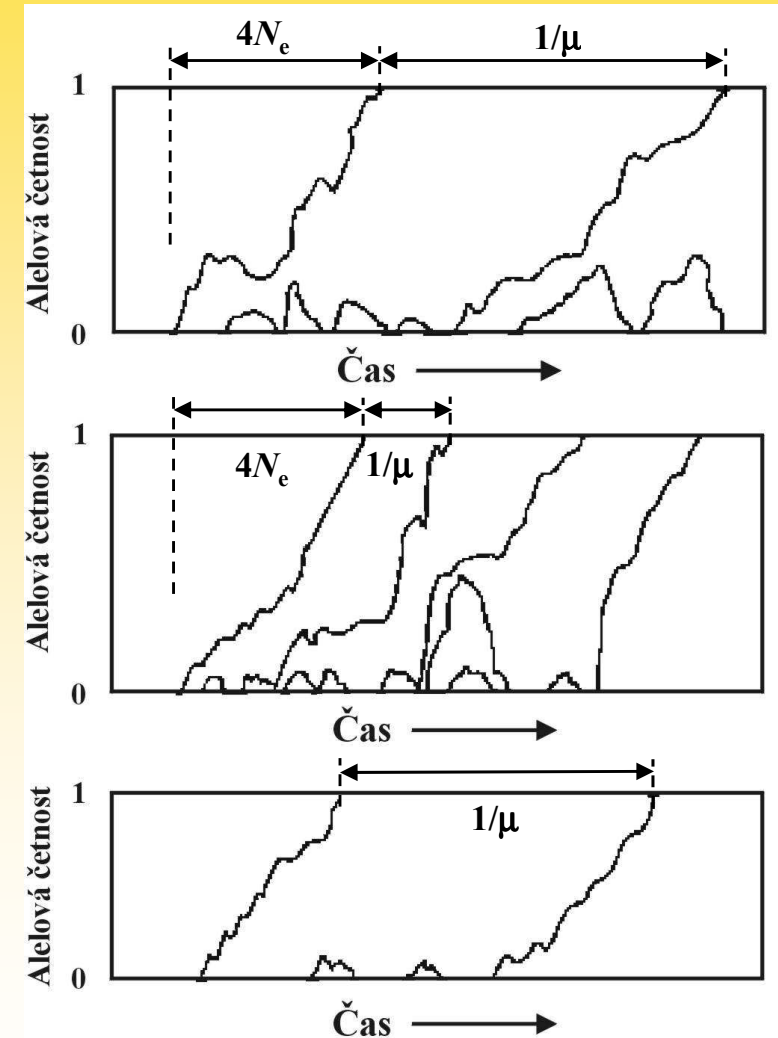 4Ne 1/μ
1
Alelová četnost
0
Čas
1
4Ne 1/μ
Alelová četnost
0
Čas
1
1/μ
Alelová četnost
0
Čas